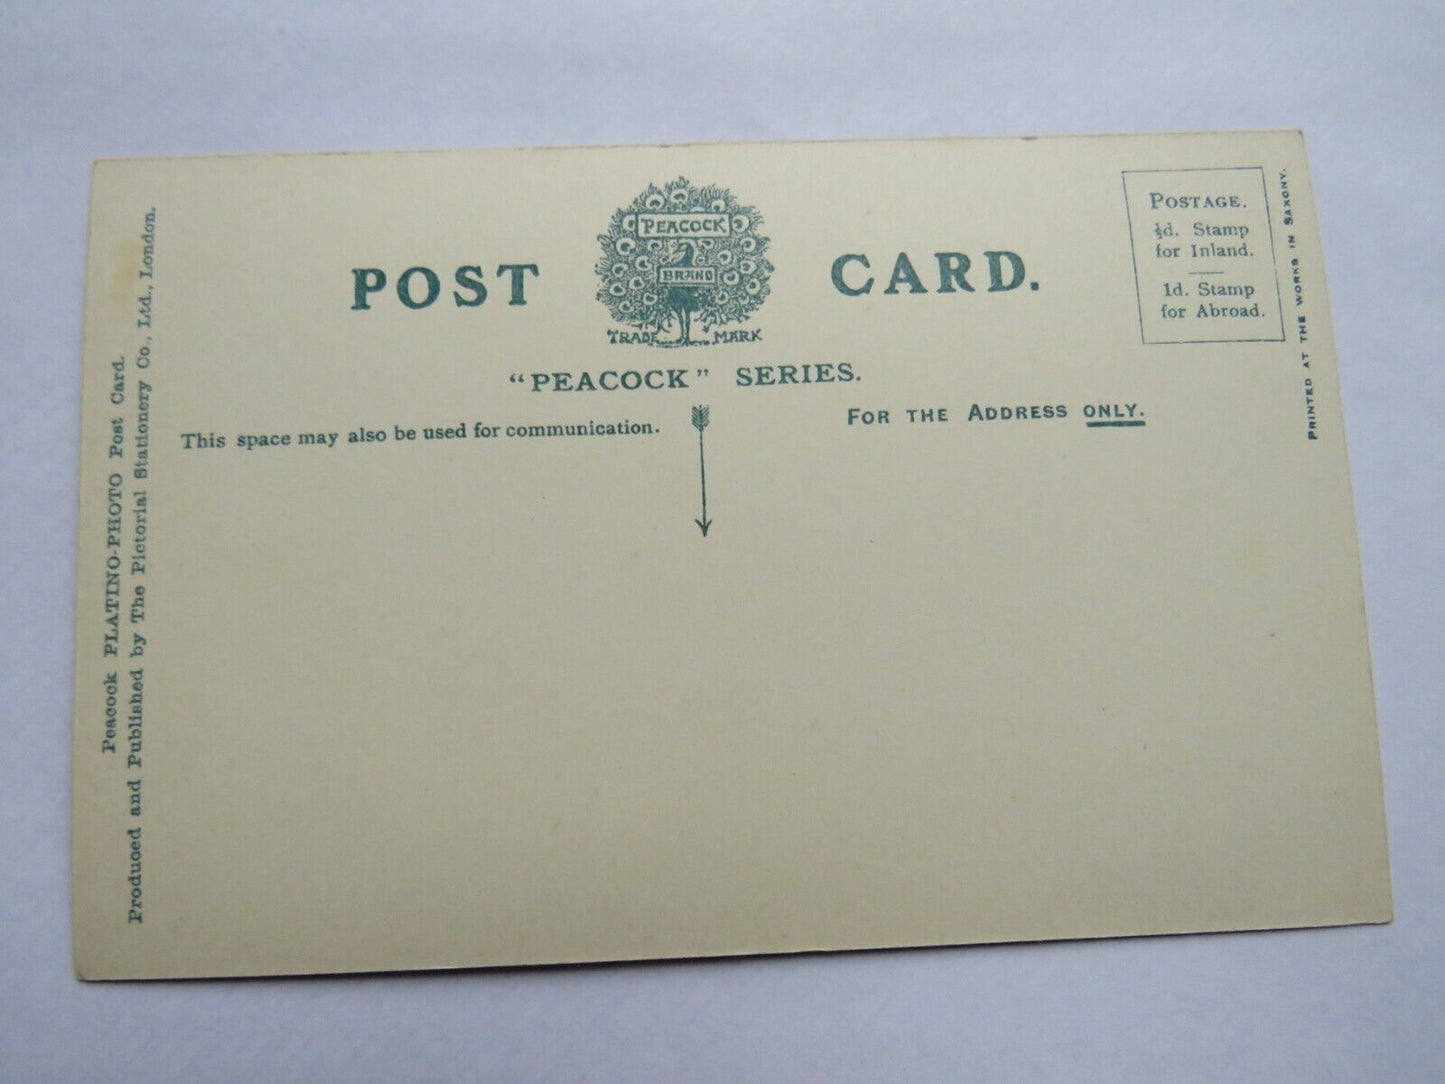 POST CARD.
PEACOCK
BRAND
TRADE MARK
"PEACOCK" SERIES.
This space may also be used for communication.
FOR THE ADDRESS ONLY.
POSTAGE.
½d. Stamp
for Inland.
1d. Stamp
for Abroad.
PRINTED AT THE WORKS IN SAXONY.
Peacock PLATINO-PHOTO Post Card.
Produced and Published by The Pictorial Stationery Co., Ltd., London.